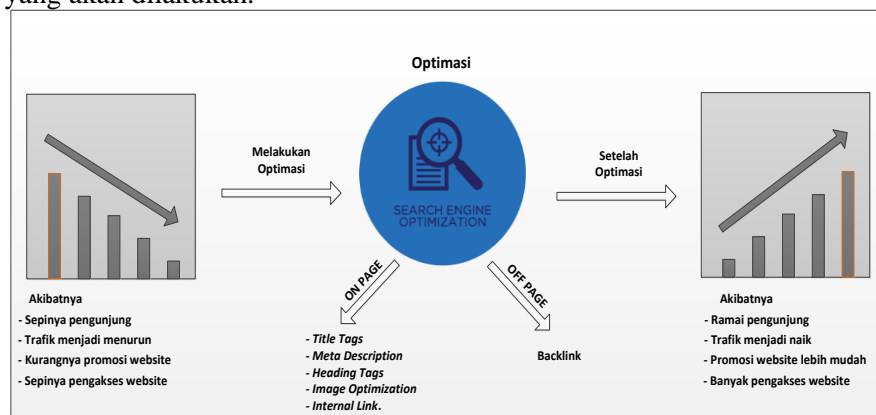 yang akan dilakukan.
Optimasi
Melakukan
Optimasi
Setelah
Optimasi
SEARCH ENGINE
OPTIMIZATION
ON PAGE
OFF PAGE
Akibatnya
- Sepinya pengunjung
- Trafik menjadi menurun
- Kurangnya promosi website
- Sepinya pengakses website
- Title Tags
- Meta Description
- Heading Tags
- Image Optimization
- Internal Link.
Backlink
Akibatnya
- Ramai pengunjung
- Trafik menjadi naik
- Promosi website lebih mudah
- Banyak pengakses website